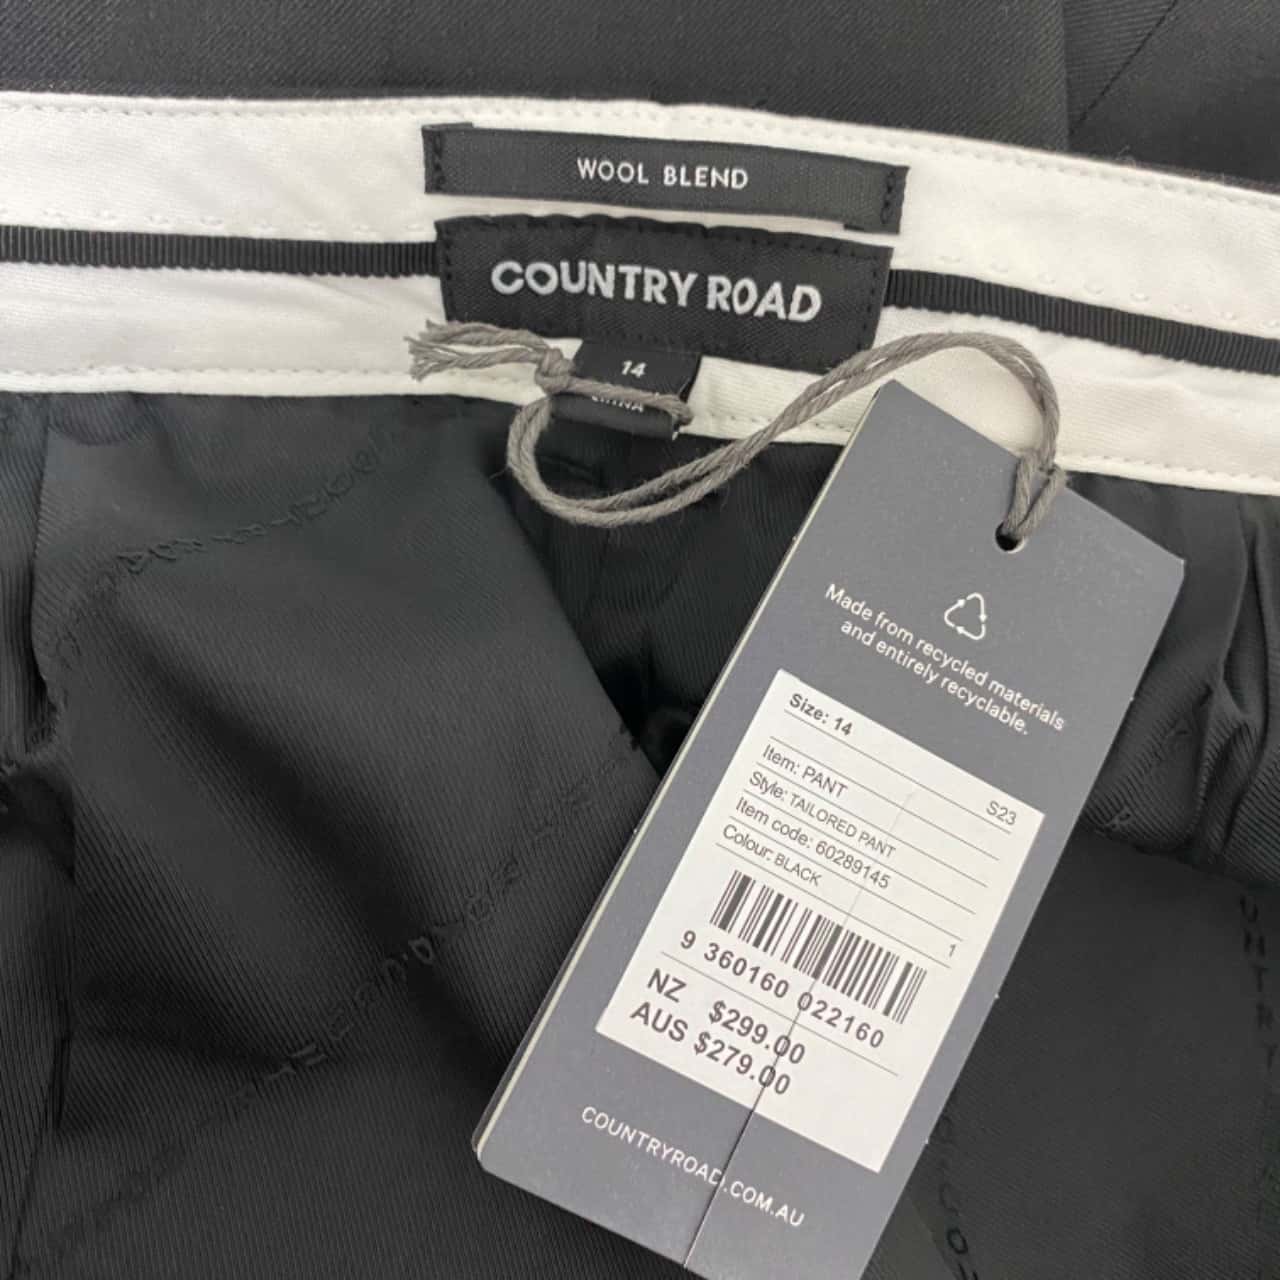 WOOL BLEND
COUNTRY ROAD
14
CHINA
Made from recycled materials
and entirely recyclable.
Size: 14
S23
Item: PANT
Style: TAILORED PANT
Item code: 60289145
Colour: BLACK
1
9 360160 022160
NZ $299.00
AUS $279.00
COUNTRYROAD.COM.AU